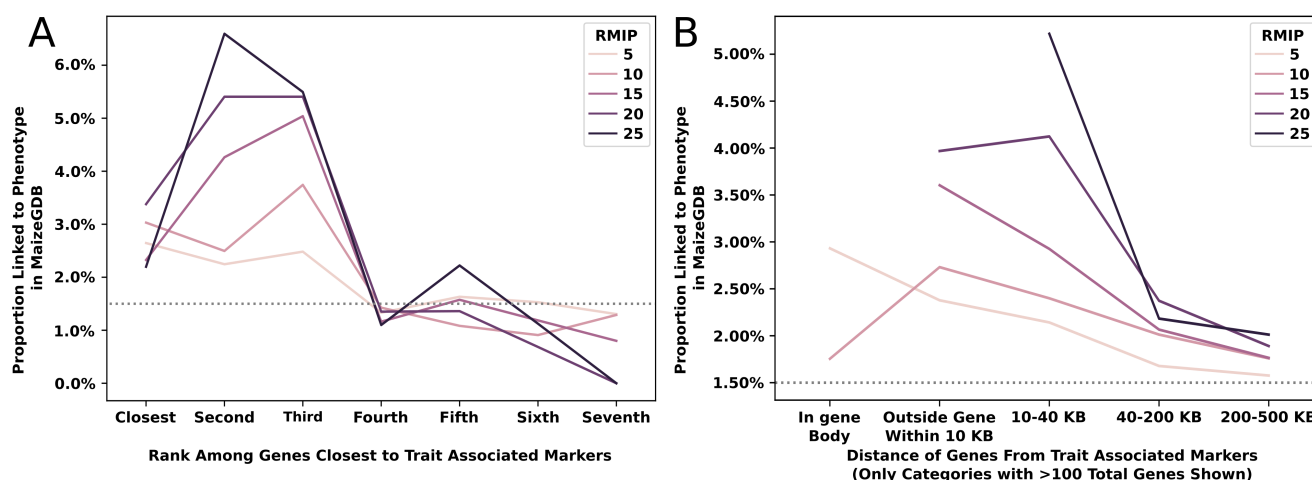 A
Proportion Linked to Phenotype
in MaizeGDB
6.0%
5.0%
4.0%
3.0%
2.0%
1.0%
0.0%
RMIP
5
10
15
20
25
Closest Second Third Fourth Fifth Sixth Seventh
Rank Among Genes Closest to Trait Associated Markers
B
Proportion Linked to Phenotype
in MaizeGDB
5.00%
4.50%
4.00%
3.50%
3.00%
2.50%
2.00%
1.50%
RMIP
5
10
15
20
25
In gene Outside Gene 10-40 KB 40-200 KB 200-500 KB
Body Within 10 KB
Distance of Genes From Trait Associated Markers
(Only Categories with >100 Total Genes Shown)